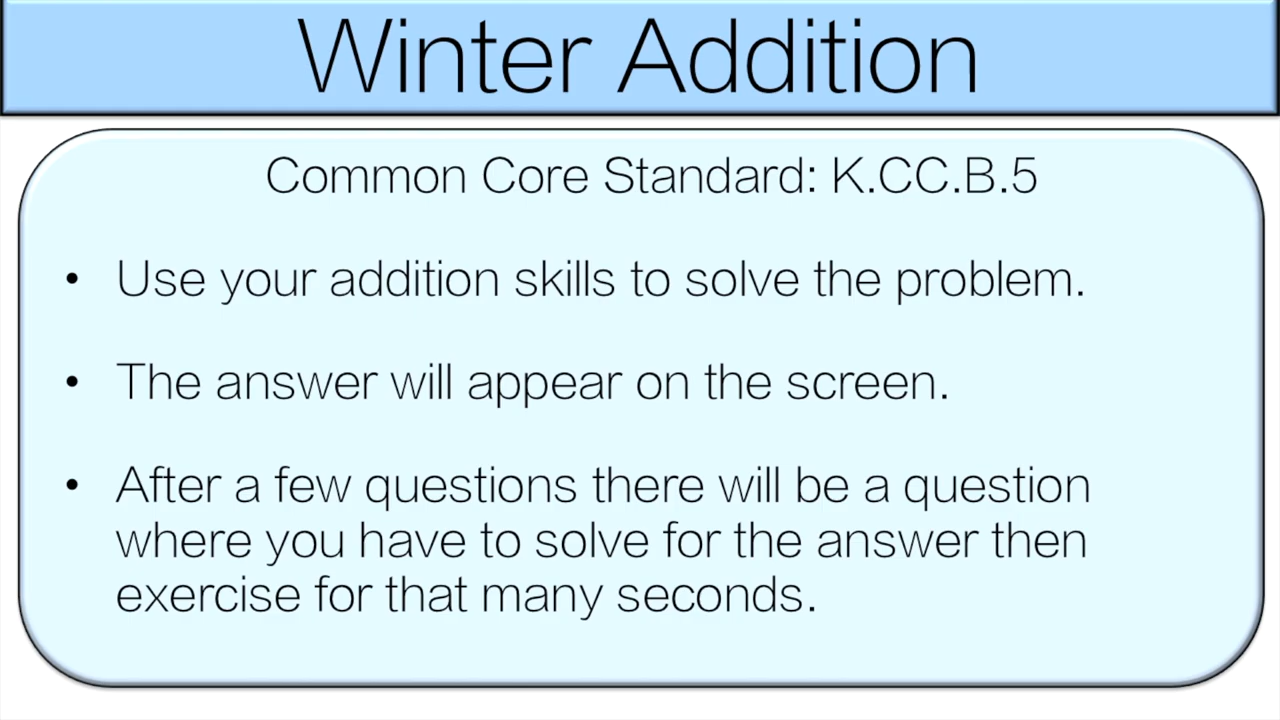 Winter Addition
Common Core Standard: K.CC.B.5
• Use your addition skills to solve the problem.
• The answer will appear on the screen.
• After a few questions there will be a question
where you have to solve for the answer then
exercise for that many seconds.